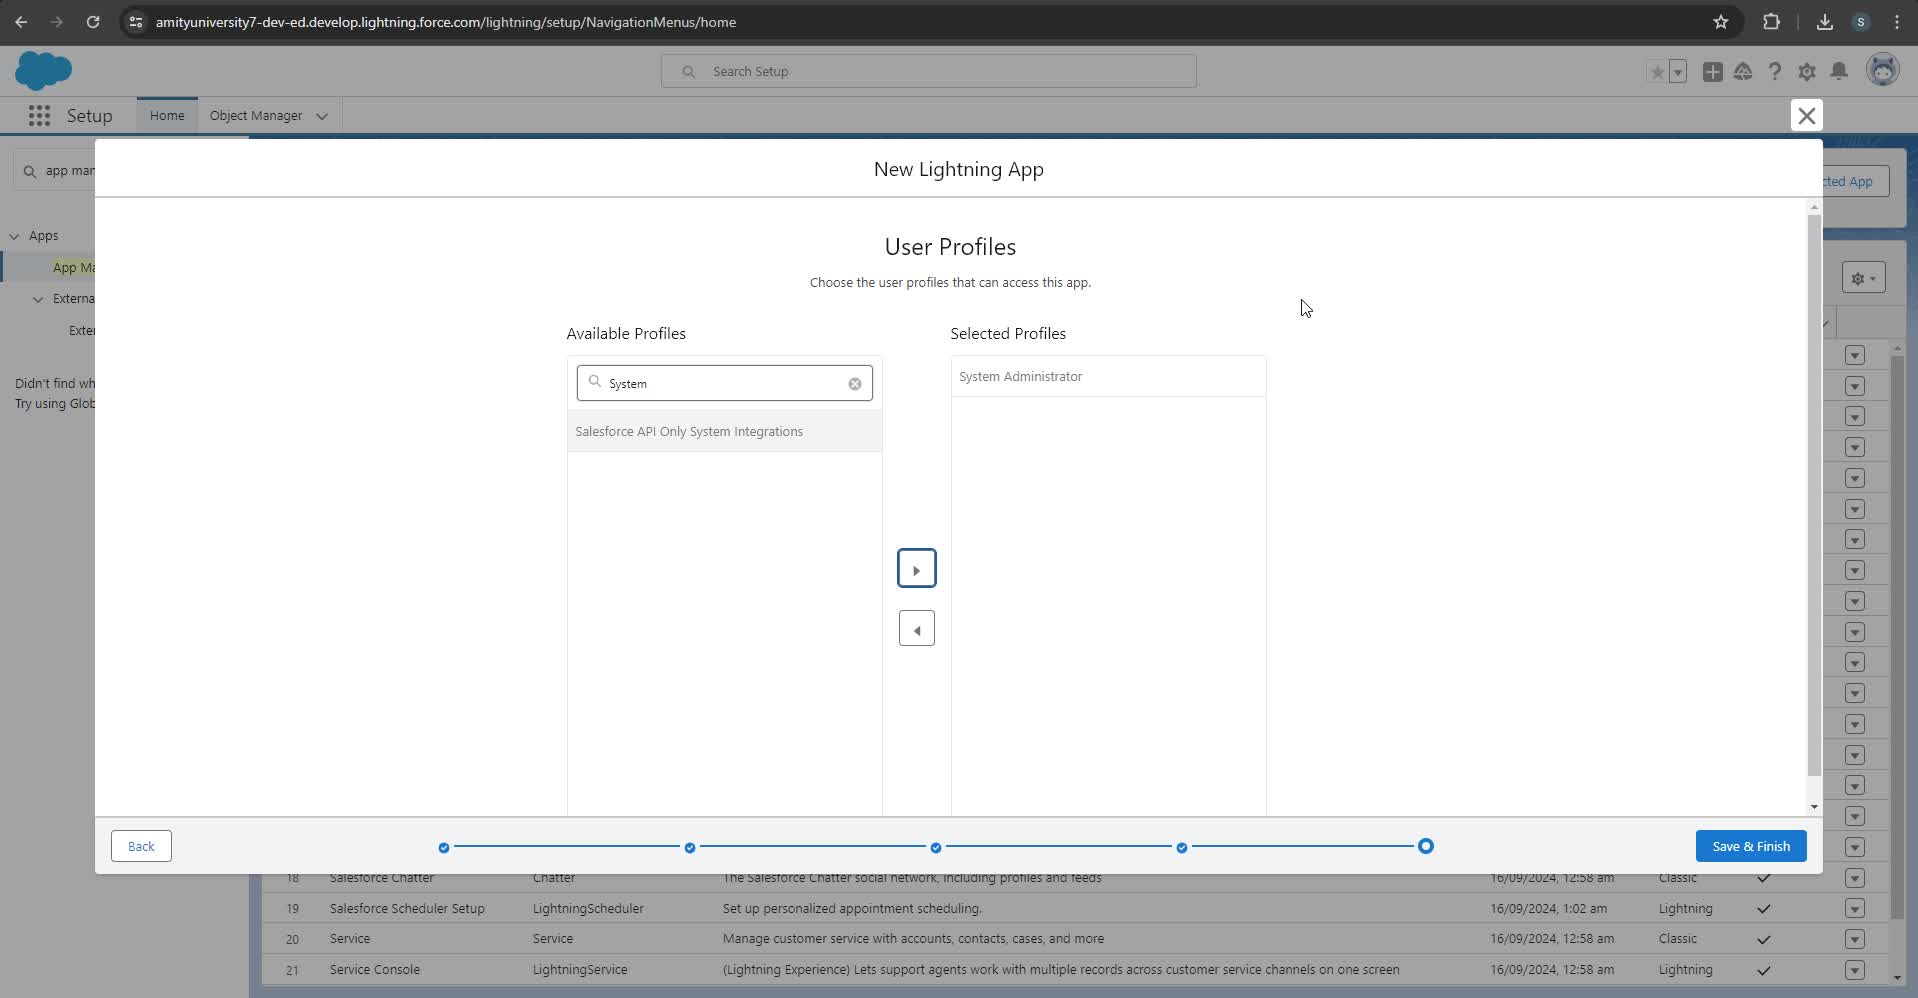 amityuniversity7-dev-ed.develop.lightning.force.com/lightning/setup/NavigationMenus/home
S
Search Setup
Setup
Home
Object Manager
New Lightning App
app man
cted App
Apps
App Ma
Externa
Exter
Didn't find wh
Try using Glob
User Profiles
Choose the user profiles that can access this app.
Available Profiles
Selected Profiles
System
System Administrator
Salesforce API Only System Integrations
Back
Save & Finish
18 Salesforce Chatter Chatter The Salesforce Chatter social network, including profiles and feeds 16/09/2024, 12:58 am Classic
19 Salesforce Scheduler Setup LightningScheduler Set up personalized appointment scheduling. 16/09/2024, 1:02 am Lightning
20 Service Service Manage customer service with accounts, contacts, cases, and more 16/09/2024, 12:58 am Classic
21 Service Console LightningService (Lightning Experience) Lets support agents work with multiple records across customer service channels on one screen 16/09/2024, 12:58 am Lightning